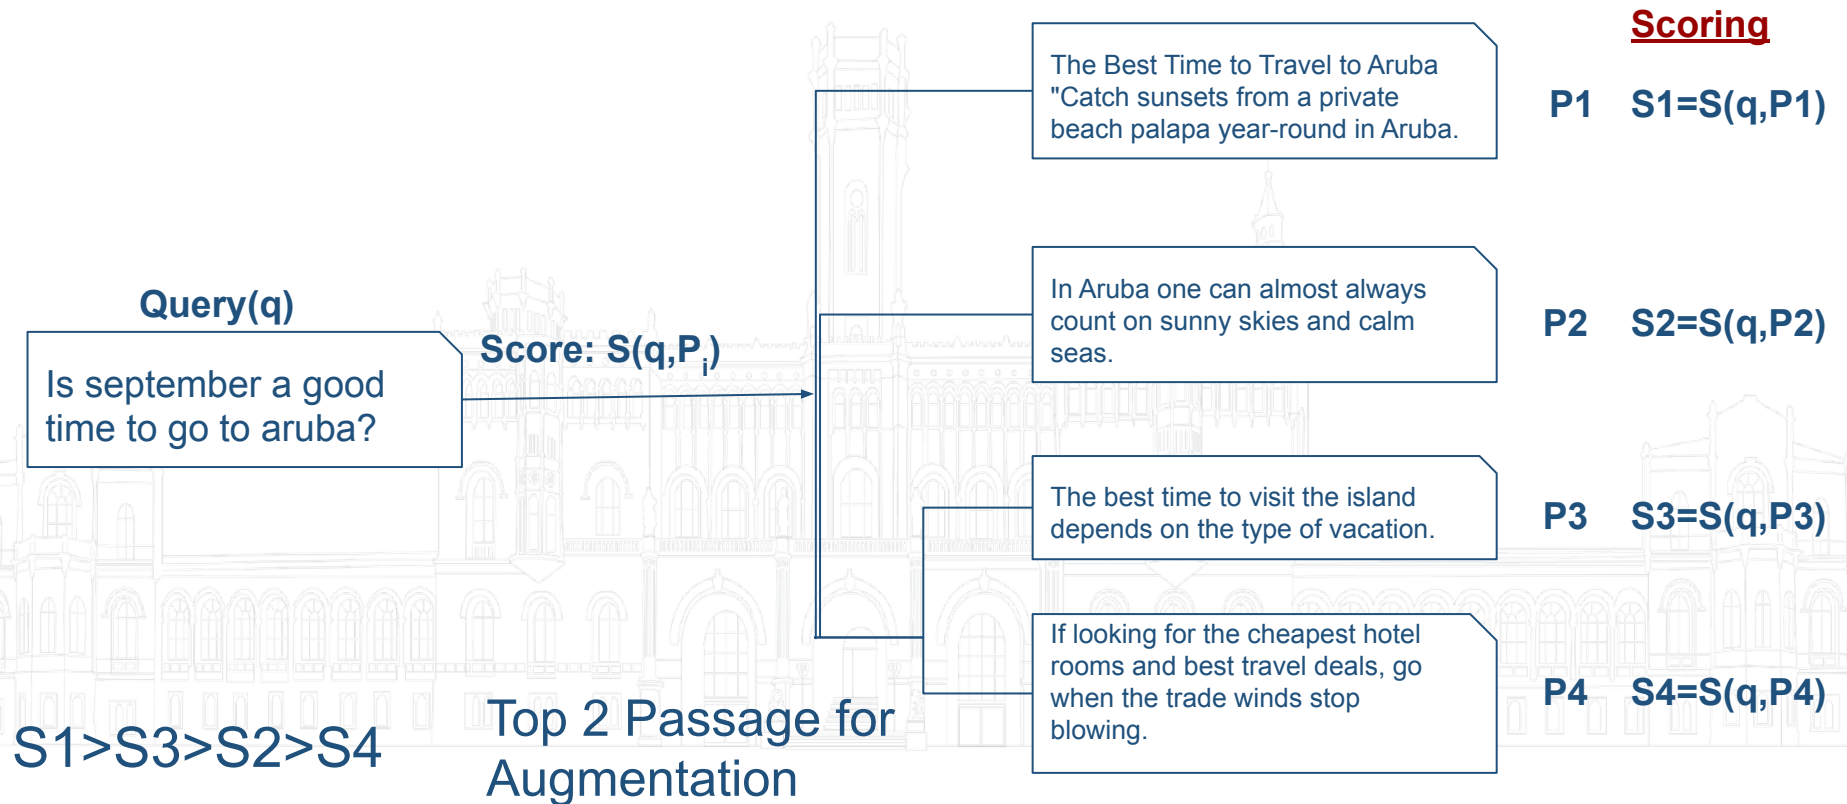 Scoring
The Best Time to Travel to Aruba
"Catch sunsets from a private
beach palapa year-round in Aruba.
P1 S1=S(q,P1)
In Aruba one can almost always
count on sunny skies and calm
seas.
P2 S2=S(q,P2)
Query(q)
Is september a good
time to go to aruba?
Score: S(q,Pi)
The best time to visit the island
depends on the type of vacation.
P3 S3=S(q,P3)
If looking for the cheapest hotel
rooms and best travel deals, go
when the trade winds stop
blowing.
P4 S4=S(q,P4)
S1>S3>S2>S4
Top 2 Passage for
Augmentation